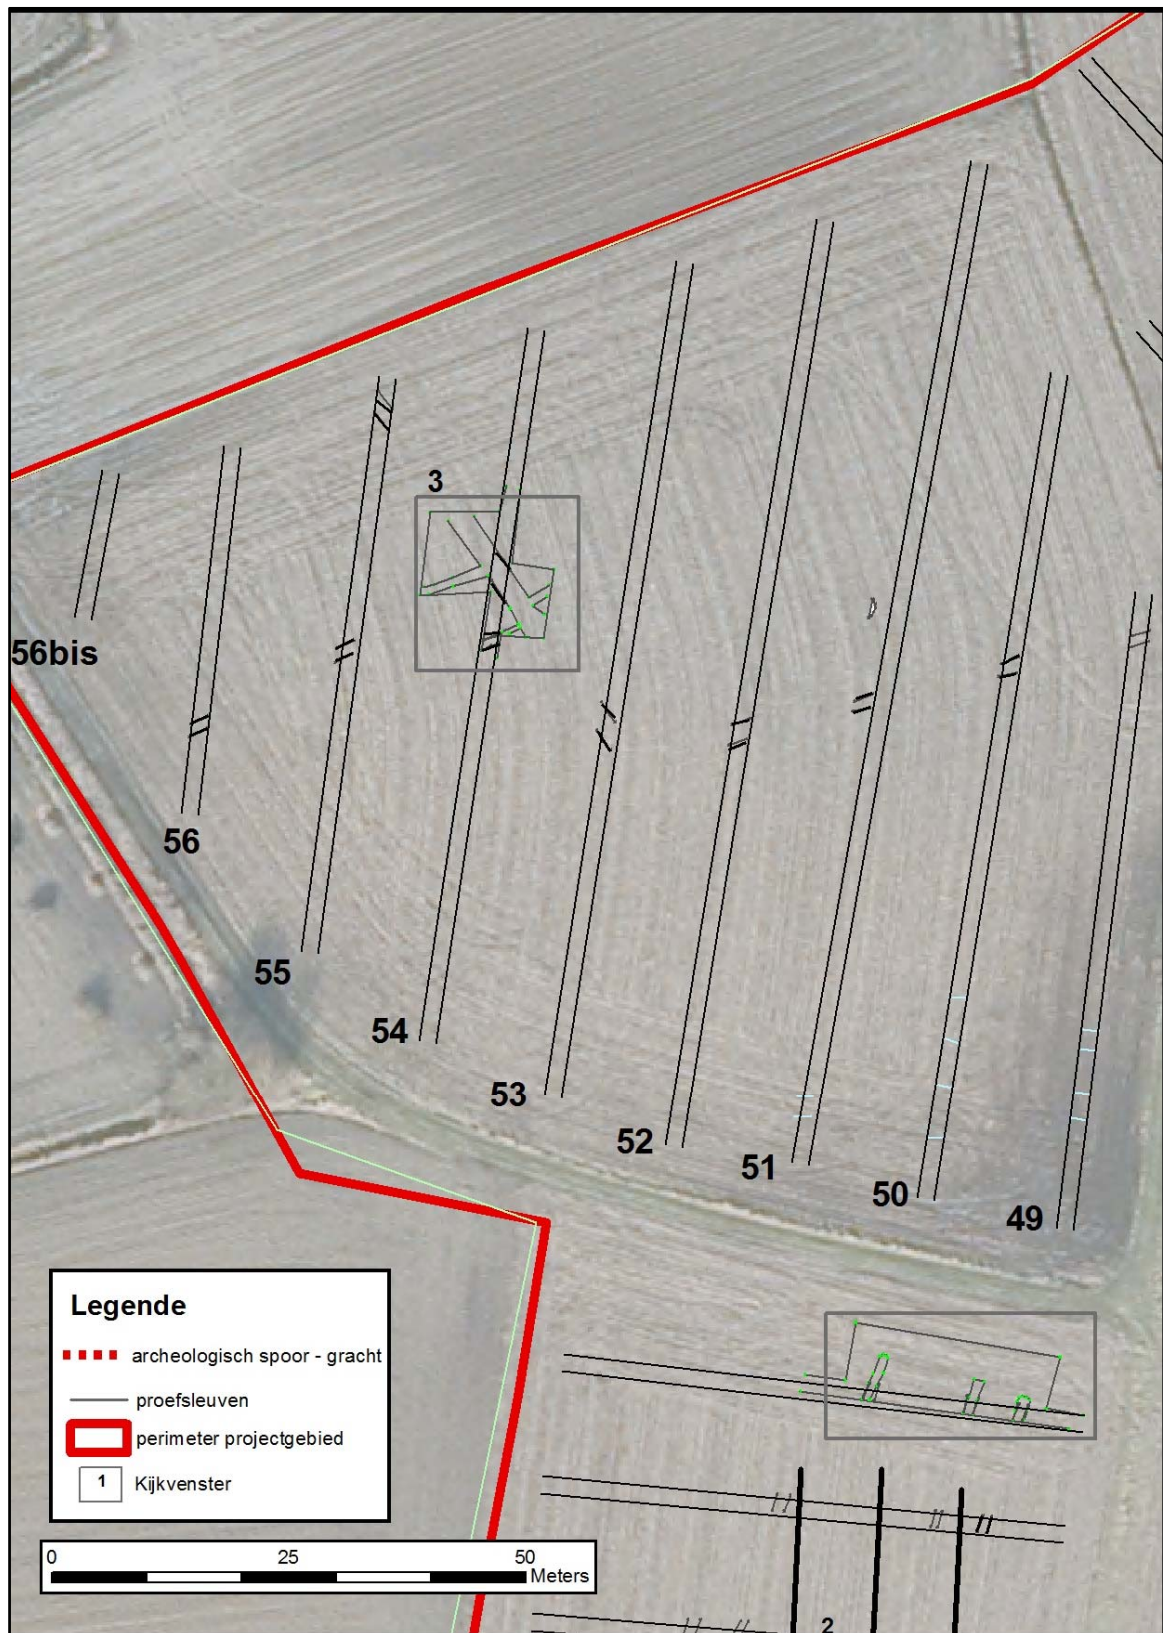 3
56bis
56
55
54
53
52
51
50
49
Legende
archeologisch spoor - gracht
proefsleuven
perimeter projectgebied
1 Kijkvenster
0 25 50
Meters
2